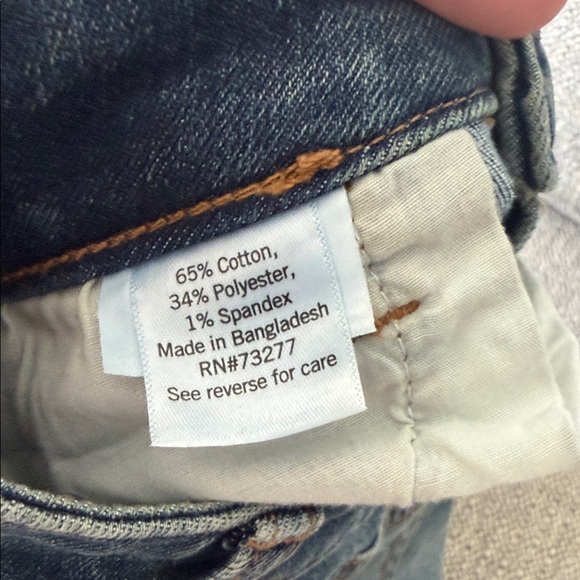 65% Cotton,
34% Polyester,
1% Spandex
Made in Bangladesh
RN#73277
See reverse for care